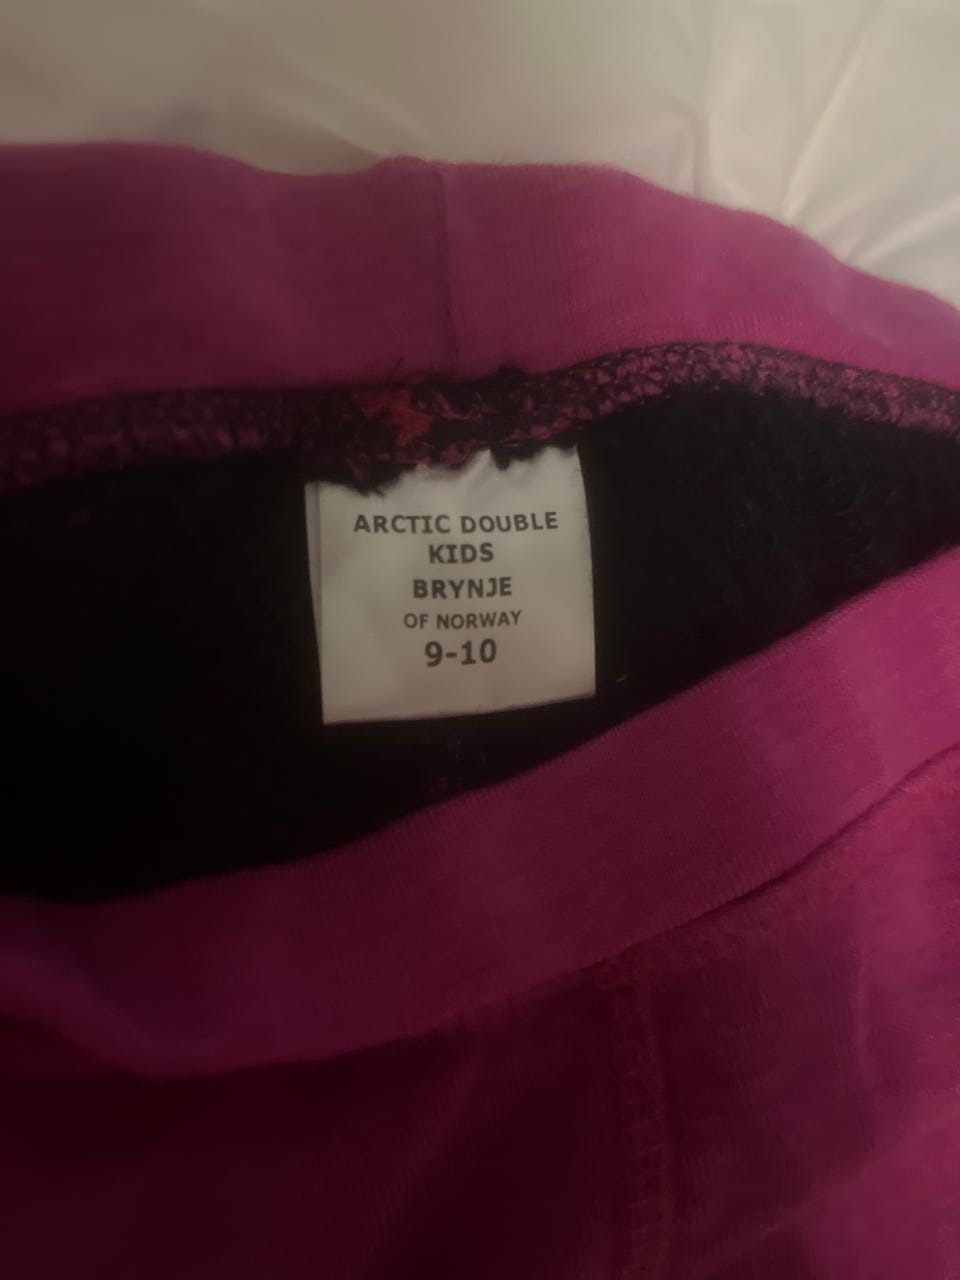 ARCTIC DOUBLE
KIDS
BRYNJE
OF NORWAY
9-10